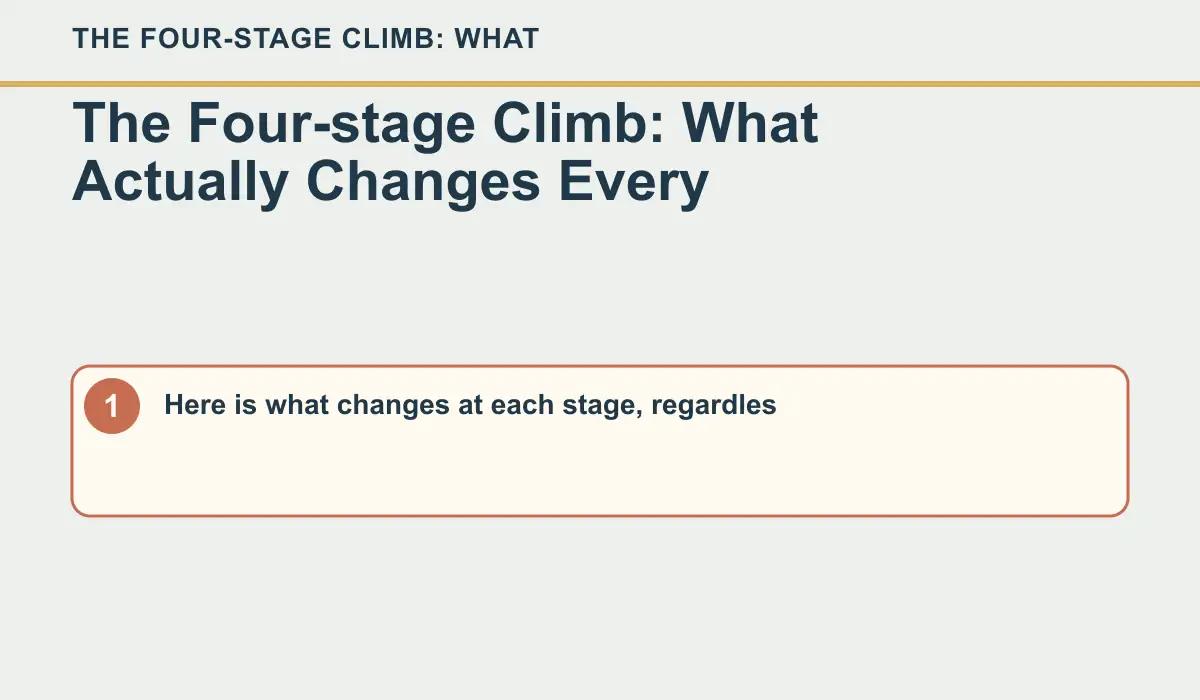 THE FOUR-STAGE CLIMB: WHAT
The Four-stage Climb: What
Actually Changes Every
1
Here is what changes at each stage, regardles